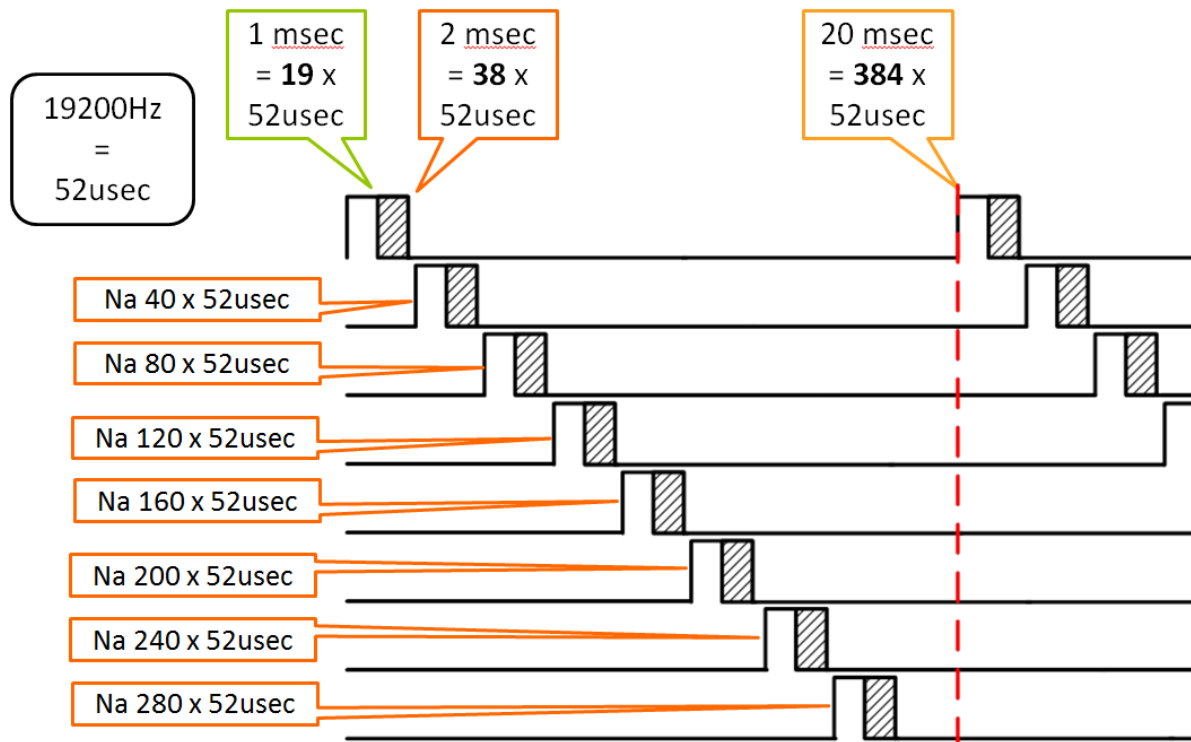 19200Hz
=
52usec
1 msec
= 19 x
52usec
2 msec
= 38 x
52usec
20 msec
= 384 x
52usec
Na 40 x 52usec
Na 80 x 52usec
Na 120 x 52usec
Na 160 x 52usec
Na 200 x 52usec
Na 240 x 52usec
Na 280 x 52usec